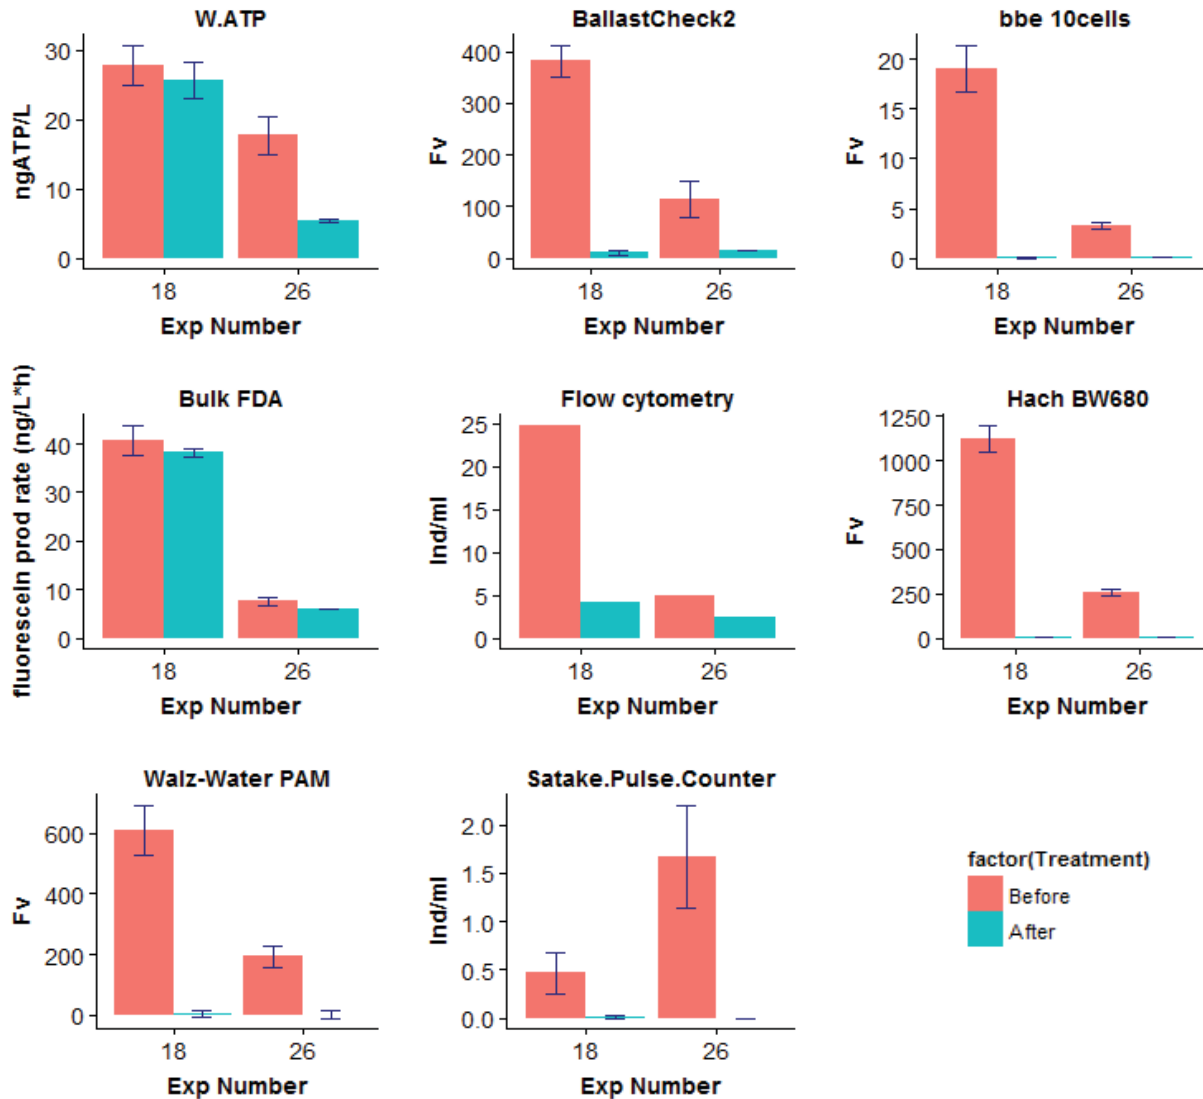 W.ATP
ngATP/L
30
20
10
0
18 26
Exp Number
BallastCheck2
Fv
400
300
200
100
0
18 26
Exp Number
bbe 10cells
Fv
20
15
10
5
0
18 26
Exp Number
Bulk FDA
fluorescein prod rate (ng/L*h)
40
30
20
10
0
18 26
Exp Number
Flow cytometry
Ind/ml
25
20
15
10
5
0
18 26
Exp Number
Hach BW680
Fv
1250
1000
750
500
250
0
18 26
Exp Number
Walz-Water PAM
Fv
600
400
200
0
18 26
Exp Number
Satake.Pulse.Counter
Ind/ml
2.0
1.5
1.0
0.5
0.0
18 26
Exp Number
factor(Treatment)
Before
After